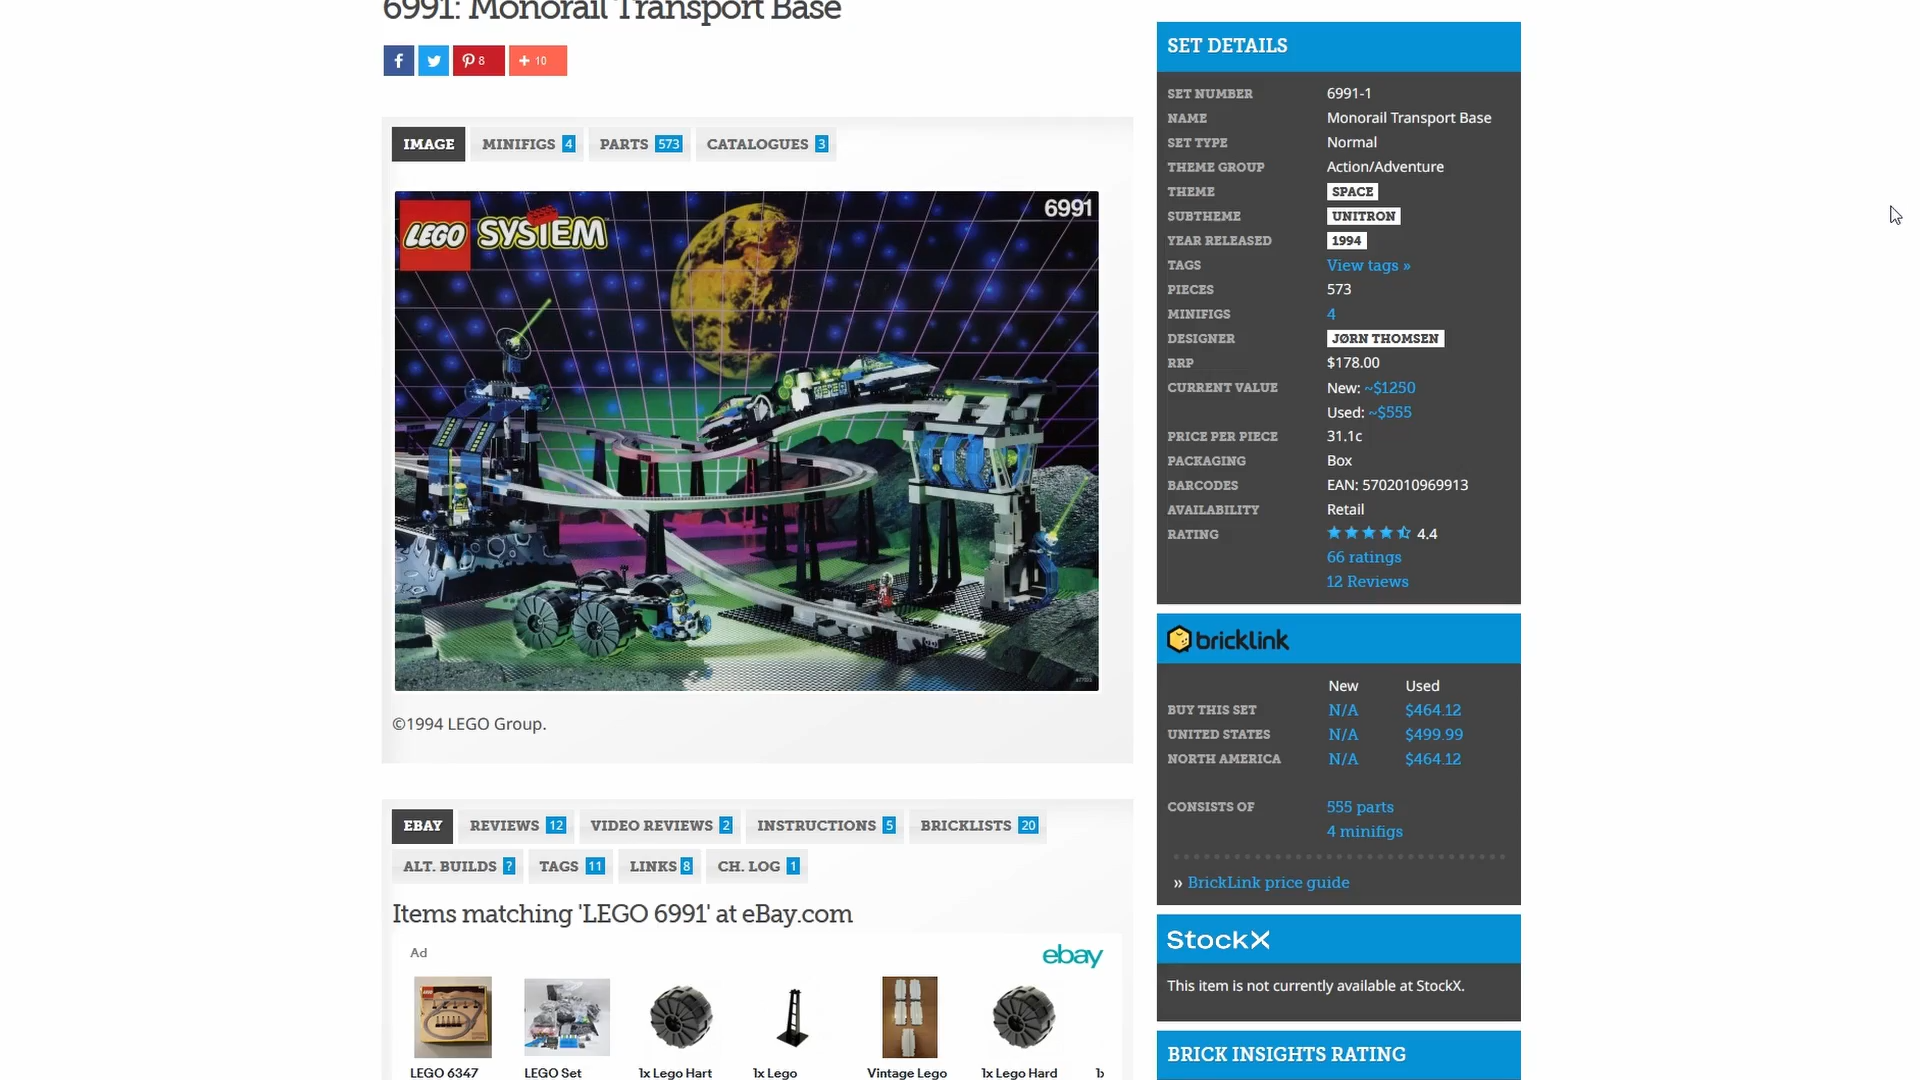 6991: Monorail Transport Base
8
10
IMAGE
MINIFIGS 4
PARTS 573
CATALOGUES 3
LEGO SYSTEM
6991
©1994 LEGO Group.
EBAY
REVIEWS 12
VIDEO REVIEWS 2
INSTRUCTIONS 5
BRICKLISTS 20
ALT. BUILDS ?
TAGS 11
LINKS 8
CH. LOG 1
Items matching 'LEGO 6991' at eBay.com
Ad
ebay
LEGO 6347
LEGO Set
1x Lego Hart
1x Lego
Vintage Lego
1x Lego Hard
SET DETAILS
SET NUMBER 6991-1
NAME Monorail Transport Base
SET TYPE Normal
THEME GROUP Action/Adventure
THEME SPACE
SUBTHEME UNITRON
YEAR RELEASED 1994
TAGS View tags »
PIECES 573
MINIFIGS 4
DESIGNER JØRN THOMSEN
RRP $178.00
CURRENT VALUE New: ~$1250
Used: ~$555
PRICE PER PIECE 31.1c
PACKAGING Box
BARCODES EAN: 5702010969913
AVAILABILITY Retail
RATING 4.4
66 ratings
12 Reviews
bricklink
New Used
BUY THIS SET N/A $464.12
UNITED STATES N/A $499.99
NORTH AMERICA N/A $464.12
CONSISTS OF 555 parts
4 minifigs
» BrickLink price guide
StockX
This item is not currently available at StockX.
BRICK INSIGHTS RATING